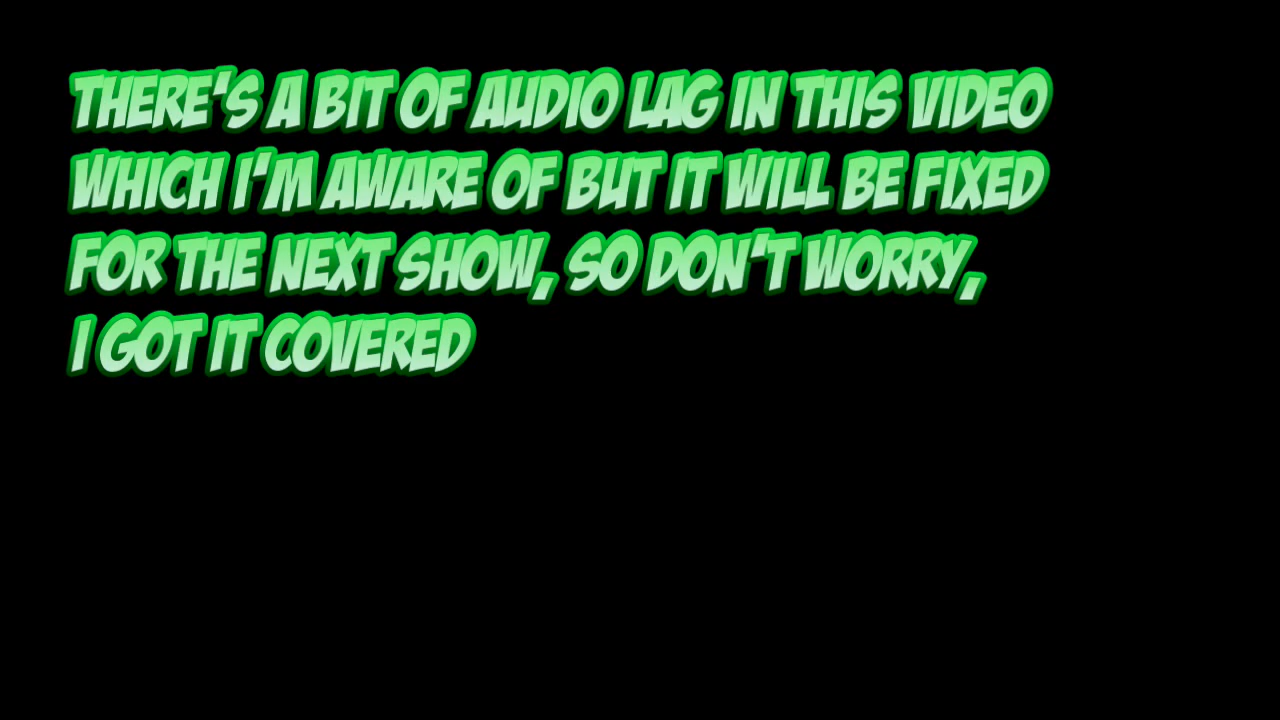 THERE'S A BIT OF AUDIO LAG IN THIS VIDEO
WHICH I'M AWARE OF BUT IT WILL BE FIXED
FOR THE NEXT SHOW, SO DON'T WORRY,
I GOT IT COVERED